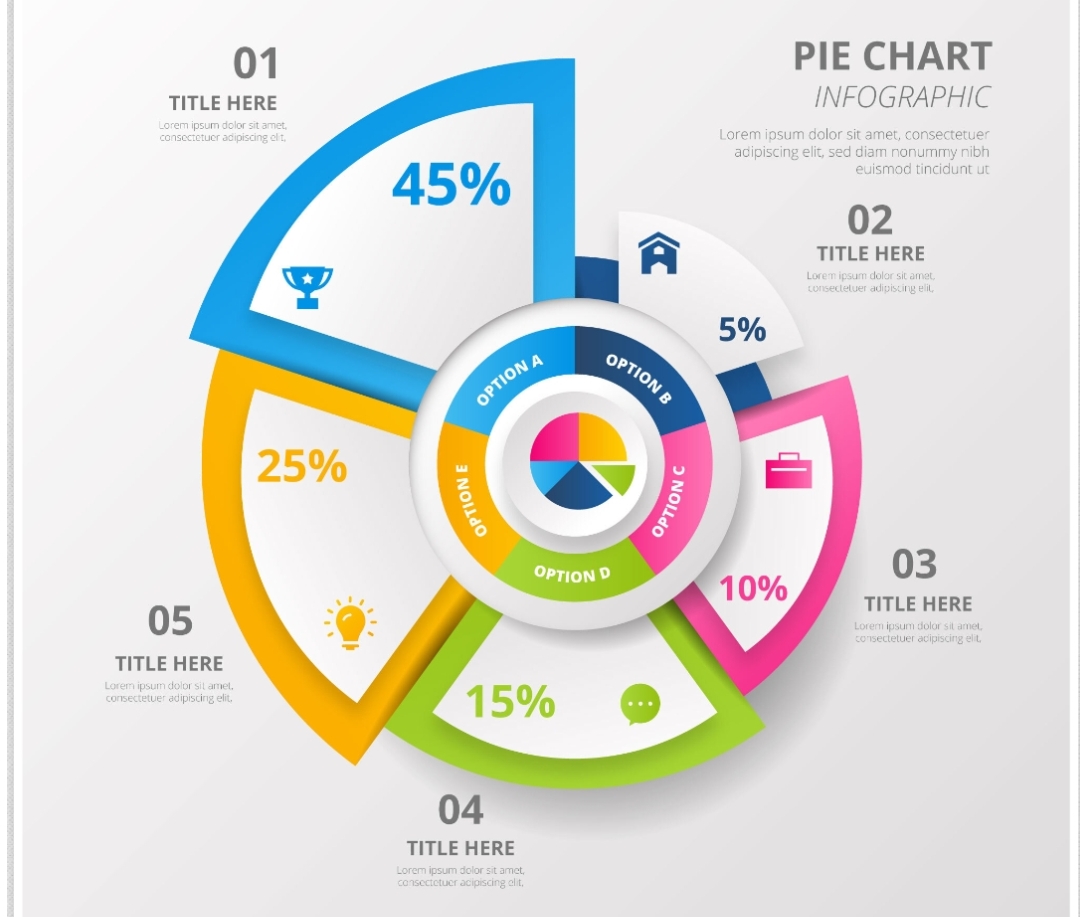 PIE CHART
INFOGRAPHIC
Lorem ipsum dolor sit amet, consectetuer
adipiscing elit, sed diam nonummy nibh
euismod tincidunt ut
01
TITLE HERE
Lorem ipsum dolor sit amet,
consectetuer adipiscing elit,
45%
02
TITLE HERE
Lorem ipsum dolor sit amet,
consectetuer adipiscing elit,
5%
OPTION A
OPTION B
OPTION C
OPTION D
OPTION E
25%
10%
15%
03
TITLE HERE
Lorem ipsum dolor sit amet,
consectetuer adipiscing elit,
05
TITLE HERE
Lorem ipsum dolor sit amet,
consectetuer adipiscing elit,
04
TITLE HERE
Lorem ipsum dolor sit amet,
consectetuer adipiscing elit,